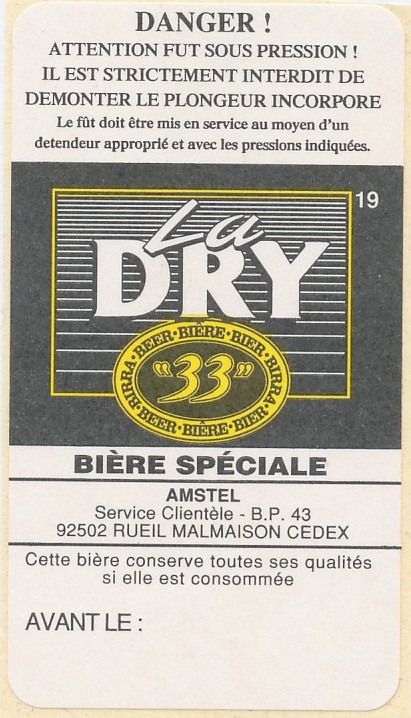 DANGER !
ATTENTION FUT SOUS PRESSION !
IL EST STRICTEMENT INTERDIT DE
DEMONTER LE PLONGEUR INCORPORE
Le fût doit être mis en service au moyen d'un
detendeur approprié et avec les pressions indiquées.
19
La
DRY
BIRRA·BEER·BIÈRE·BIER·BIRRA·
"33"
BEER·BIÈRE·BIER·
BIÈRE SPÉCIALE
AMSTEL
Service Clientèle - B.P. 43
92502 RUEIL MALMAISON CEDEX
Cette bière conserve toutes ses qualités
si elle est consommée
AVANT LE :